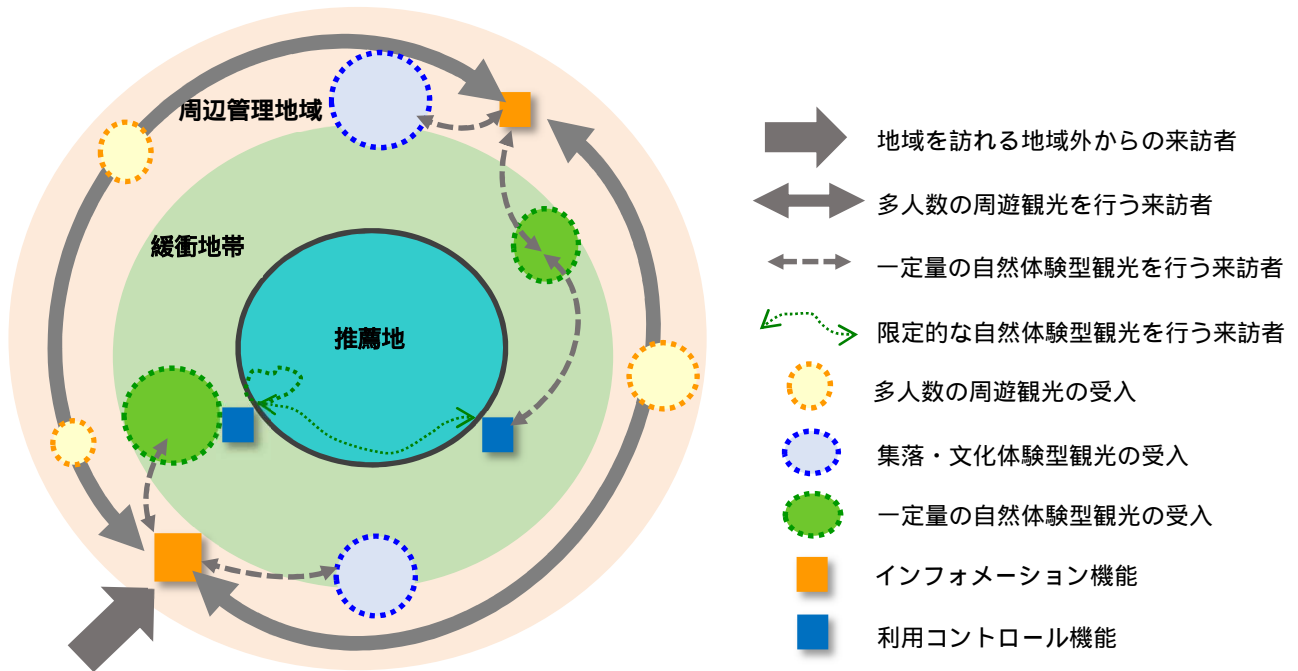 周辺管理地域
緩衝地帯
推薦地
地域を訪れる地域外からの来訪者
多人数の周遊観光を行う来訪者
一定量の自然体験型観光を行う来訪者
限定的な自然体験型観光を行う来訪者
多人数の周遊観光の受入
集落・文化体験型観光の受入
一定量の自然体験型観光の受入
インフォメーション機能
利用コントロール機能